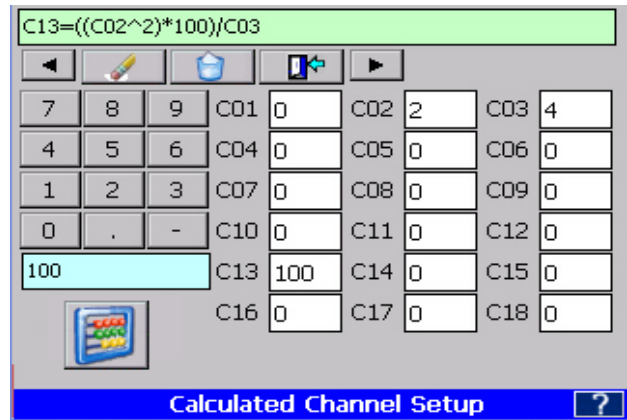 C13=((C02^2)*100)/C03
7 8 9 C01 0 C02 2 C03 4
4 5 6 C04 0 C05 0 C06 0
1 2 3 C07 0 C08 0 C09 0
0 . - C10 0 C11 0 C12 0
100 C13 100 C14 0 C15 0
C16 0 C17 0 C18 0
Calculated Channel Setup ?